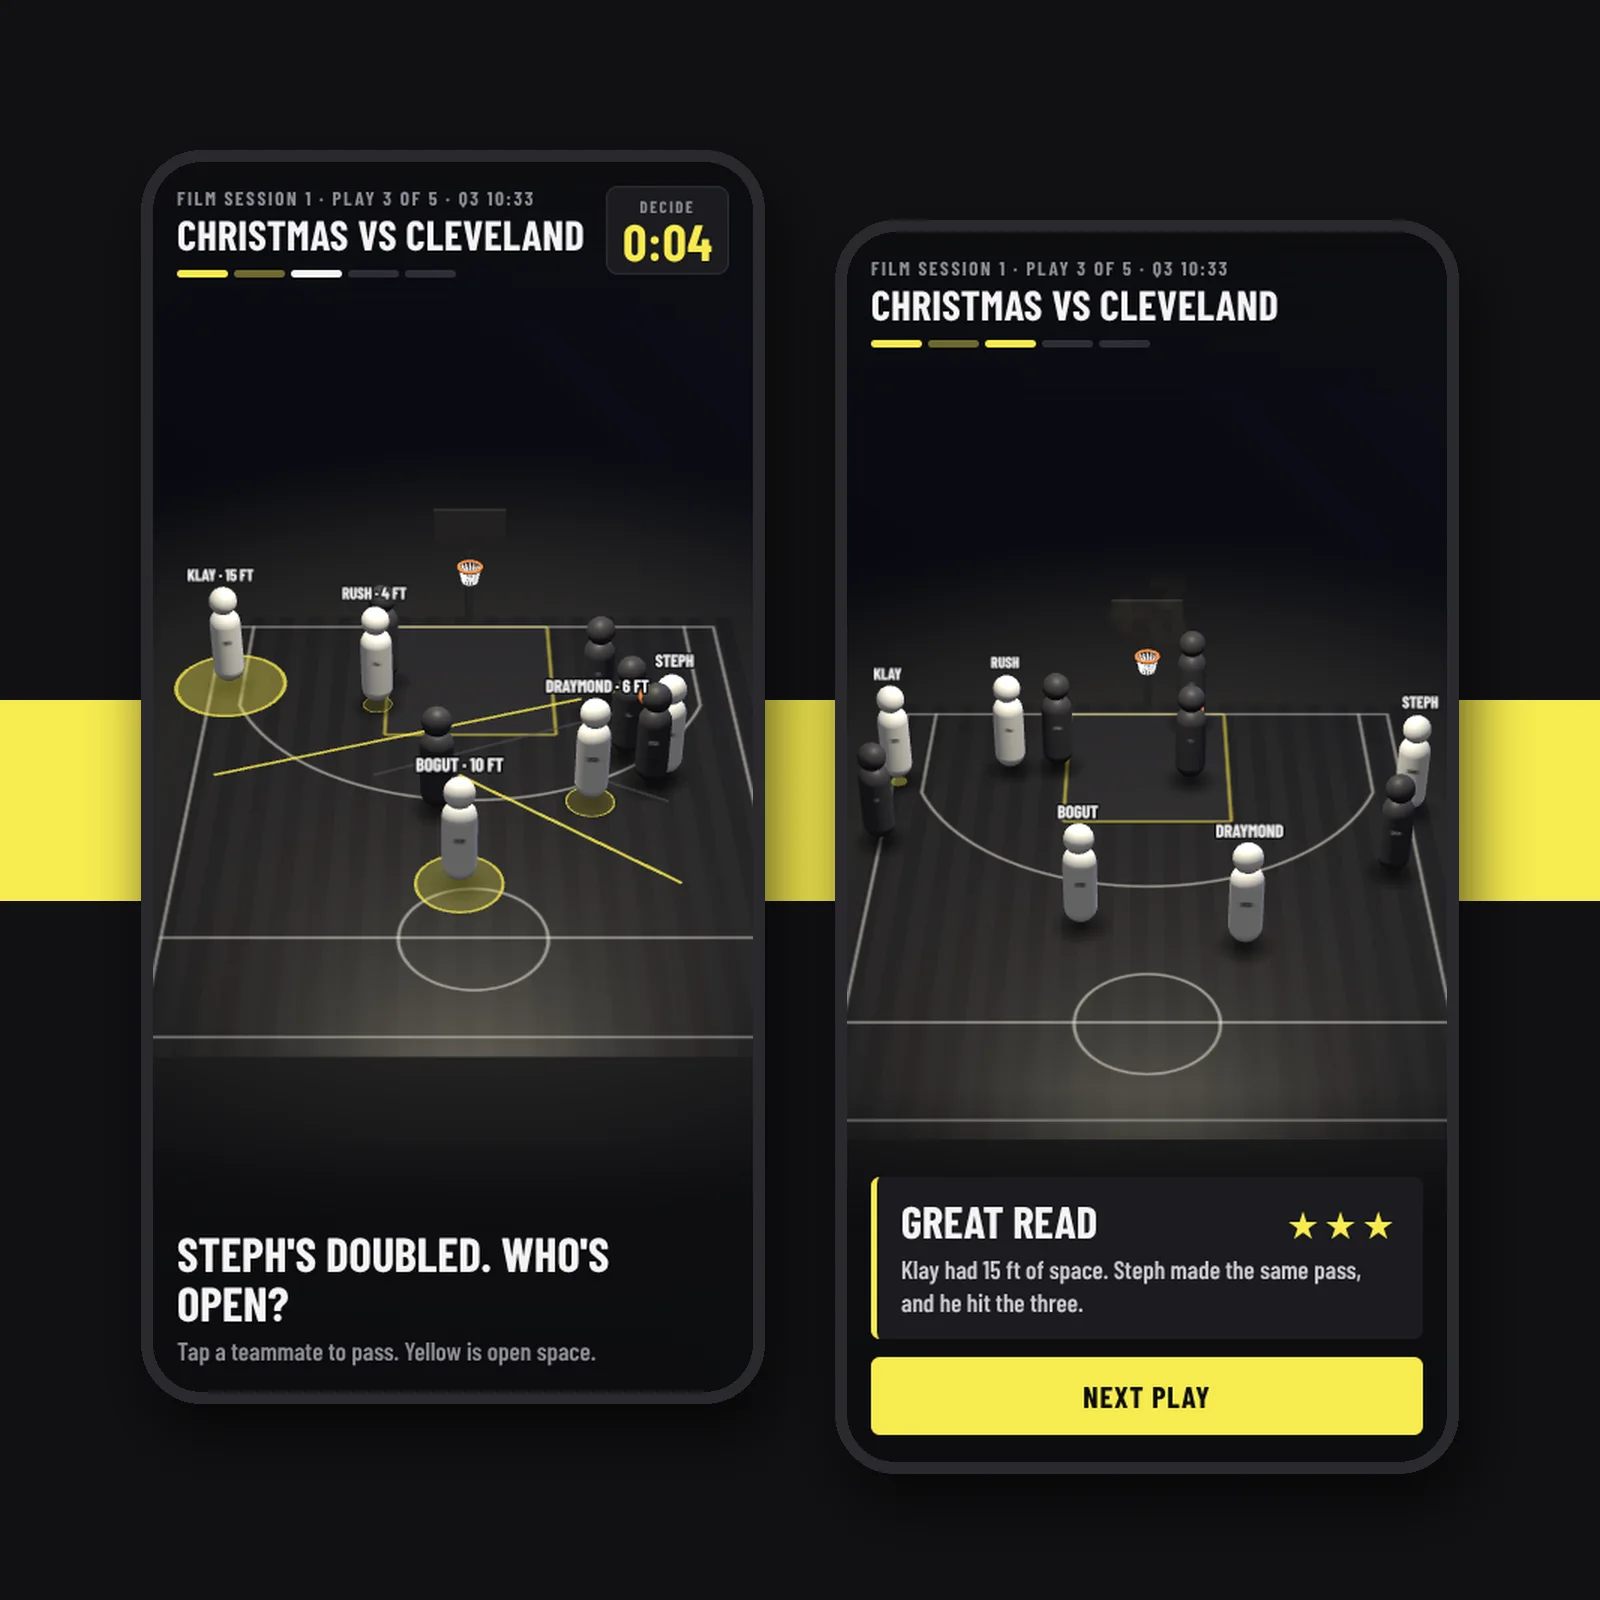 FILM SESSION 1 · PLAY 3 OF 5 · Q3 10:33
CHRISTMAS VS CLEVELAND
DECIDE
0:04
KLAY · 15 FT
RUSH · 4 FT
STEPH
DRAYMOND · 6 FT
BOGUT · 10 FT
STEPH'S DOUBLED. WHO'S
OPEN?
Tap a teammate to pass. Yellow is open space.
FILM SESSION 1 · PLAY 3 OF 5 · Q3 10:33
CHRISTMAS VS CLEVELAND
RUSH
KLAY
STEPH
BOGUT
DRAYMOND
GREAT READ
Klay had 15 ft of space. Steph made the same pass,
and he hit the three.
NEXT PLAY